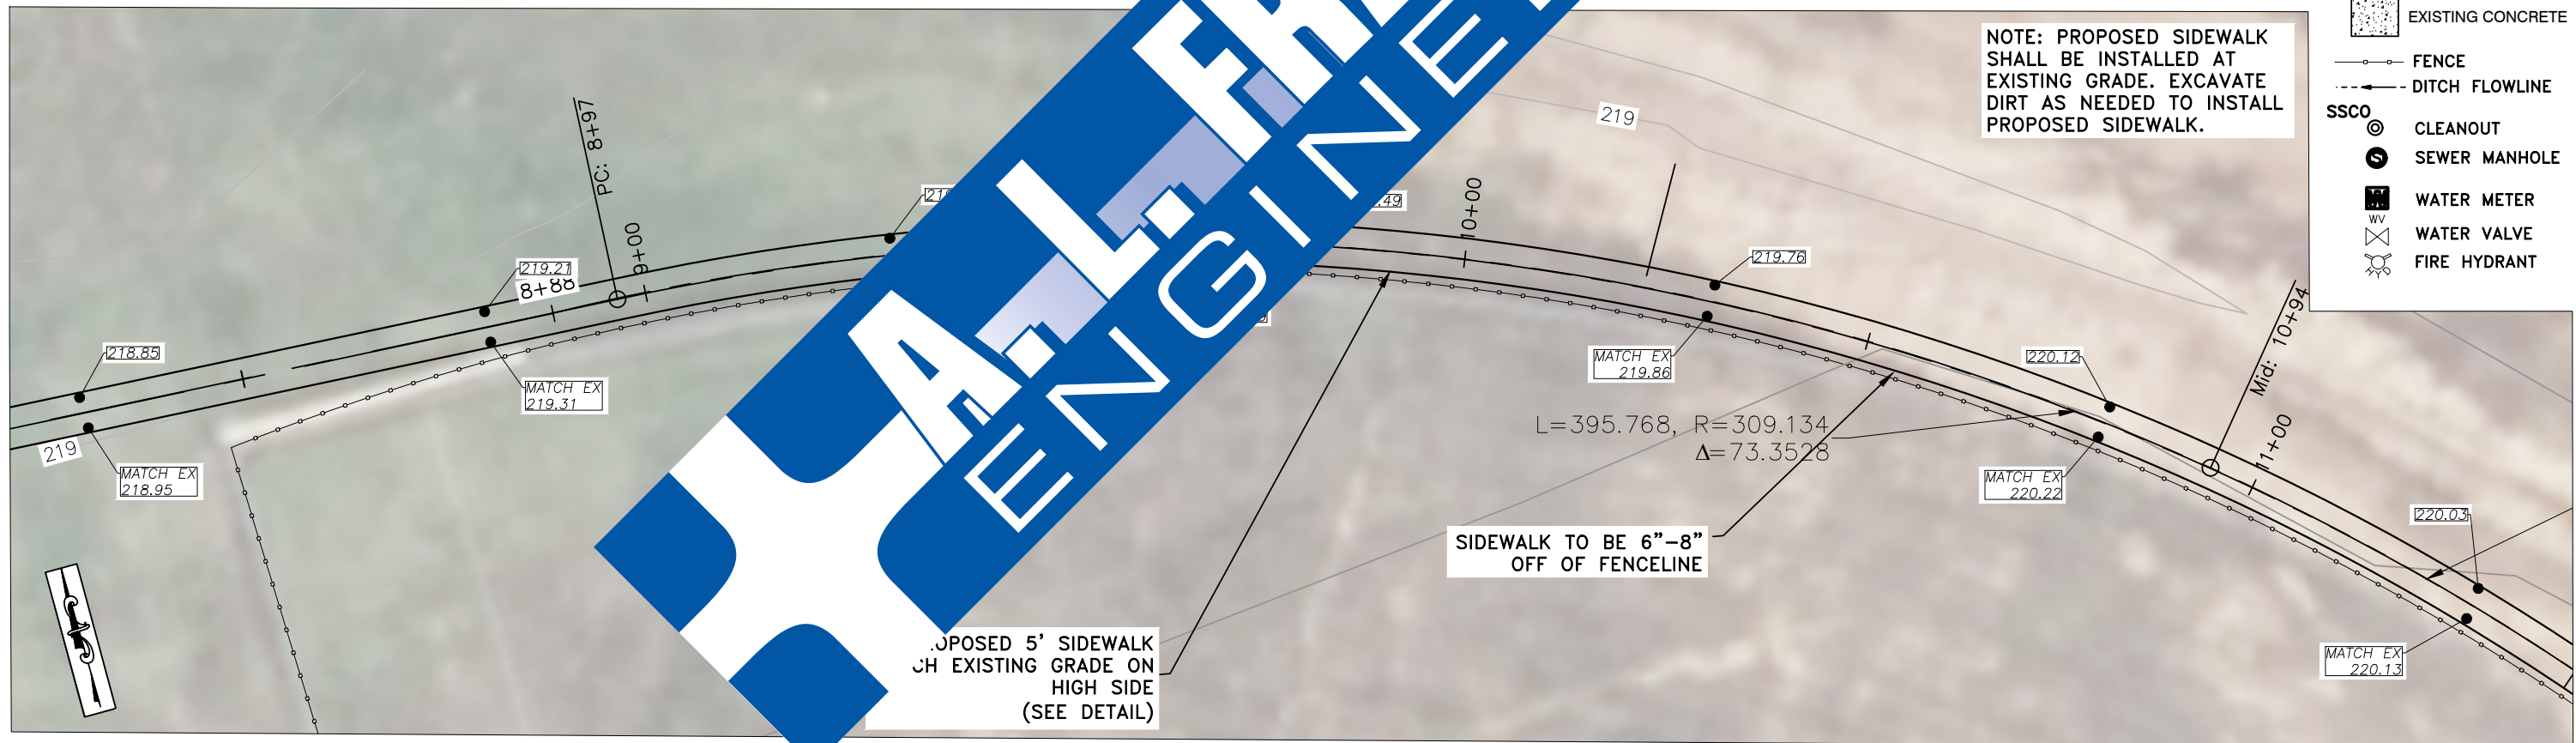 EXISTING CONCRETE
NOTE: PROPOSED SIDEWALK
SHALL BE INSTALLED AT
EXISTING GRADE. EXCAVATE
DIRT AS NEEDED TO INSTALL
PROPOSED SIDEWALK.
FENCE
DITCH FLOWLINE
SSCO
CLEANOUT
S
SEWER MANHOLE
W
WATER METER
WV
WATER VALVE
FIRE HYDRANT
PC: 8+97
9+00
8+88
10+00
219
219.21
218.85
219.76
220.12
Mid: 10+94
11+00
MATCH EX
219.86
MATCH EX
219.31
L=395.768, R=309.134
Δ=73.3528
219
MATCH EX
218.95
MATCH EX
220.22
220.03
SIDEWALK TO BE 6"-8"
OFF OF FENCELINE
5' SIDEWALK
EXISTING GRADE ON
HIGH SIDE
(SEE DETAIL)
MATCH EX
220.13
A.L.